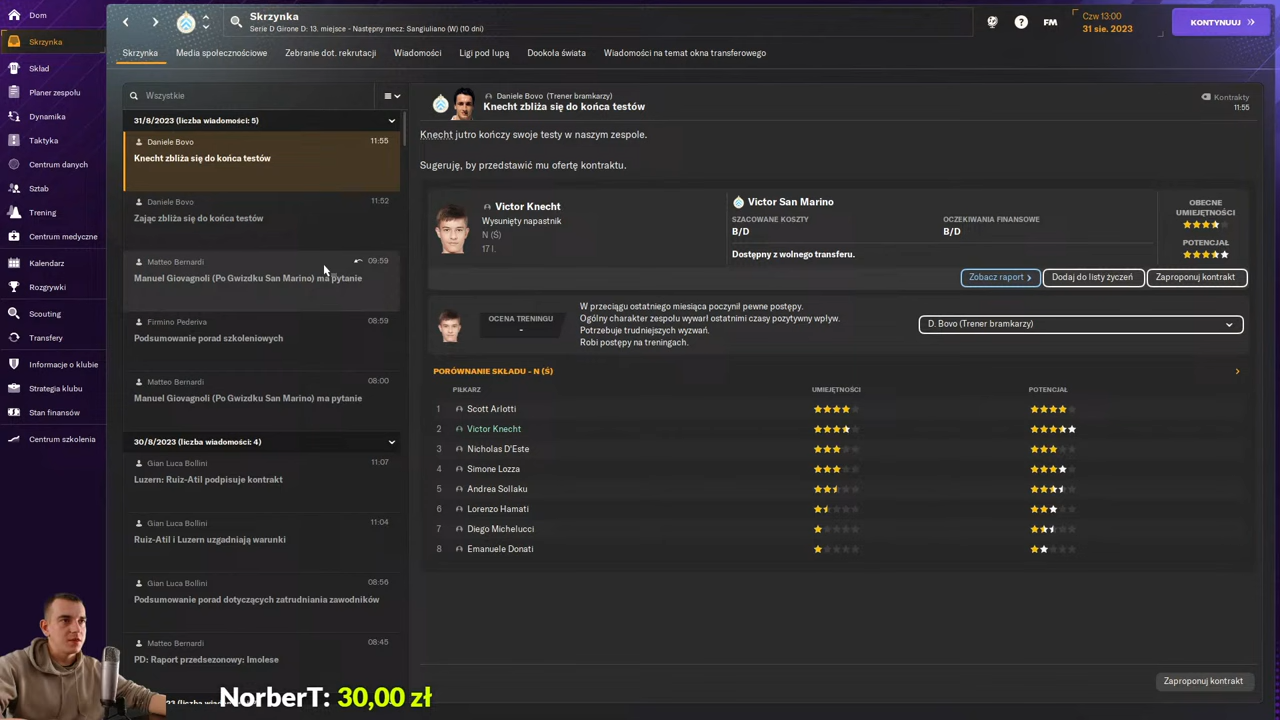 Dom
Skrzynka
Skład
Planer zespołu
Dynamika
Taktyka
Centrum danych
Sztab
Trening
Centrum medyczne
Kalendarz
Rozgrywki
Scouting
Transfery
Informacje o klubie
Strategia klubu
Stan finansów
Centrum szkolenia
Skrzynka
Serie D Girone D: 13. miejsce - Następny mecz: Sangiuliano (W) (10 dni)
FM
Czw 13:00
31 sie. 2023
KONTYNUUJ
Skrzynka
Media społecznościowe
Zebranie dot. rekrutacji
Wiadomości
Ligi pod lupą
Dookoła świata
Wiadomości na temat okna transferowego
Wszystkie
31/8/2023 (liczba wiadomości: 5)
Daniele Bovo 11:55
Knecht zbliża się do końca testów
Daniele Bovo 11:52
Zając zbliża się do końca testów
Matteo Bernardi 09:59
Manuel Giovagnoli (Po Gwizdku San Marino) ma pytanie
Firmino Pederiva 08:59
Podsumowanie porad szkoleniowych
Matteo Bernardi 08:00
Manuel Giovagnoli (Po Gwizdku San Marino) ma pytanie
30/8/2023 (liczba wiadomości: 4)
Gian Luca Bollini 11:07
Luzern: Ruiz-Atil podpisuje kontrakt
Gian Luca Bollini 11:04
Ruiz-Atil i Luzern uzgadniają warunki
Gian Luca Bollini 08:56
Podsumowanie porad dotyczących zatrudniania zawodników
Matteo Bernardi 08:45
PD: Raport przedsezonowy: Imolese
Daniele Bovo (Trener bramkarzy)
Knecht zbliża się do końca testów
Kontrakty
11:55
Knecht jutro kończy swoje testy w naszym zespole.
Sugeruję, by przedstawić mu ofertę kontraktu.
Victor Knecht
Wysunięty napastnik
N (Ś)
17 l.
Victor San Marino
SZACOWANE KOSZTY
B/D
OCZEKIWANIA FINANSOWE
B/D
Dostępny z wolnego transferu.
OBECNE
UMIEJĘTNOŚCI
POTENCJAŁ
Zobacz raport
Dodaj do listy życzeń
Zaproponuj kontrakt
OCENA TRENINGU
-
W przeciągu ostatniego miesiąca poczynił pewne postępy.
Ogólny charakter zespołu wywarł ostatnimi czasy pozytywny wpływ.
Potrzebuje trudniejszych wyzwań.
Robi postępy na treningach.
D. Bovo (Trener bramkarzy)
PORÓWNANIE SKŁADU - N (Ś)
PIŁKARZ UMIEJĘTNOŚCI POTENCJAŁ
1 Scott Arlotti
2 Victor Knecht
3 Nicholas D'Este
4 Simone Lozza
5 Andrea Sollaku
6 Lorenzo Hamati
7 Diego Michelucci
8 Emanuele Donati
Zaproponuj kontrakt
NorberT: 30,00 zł